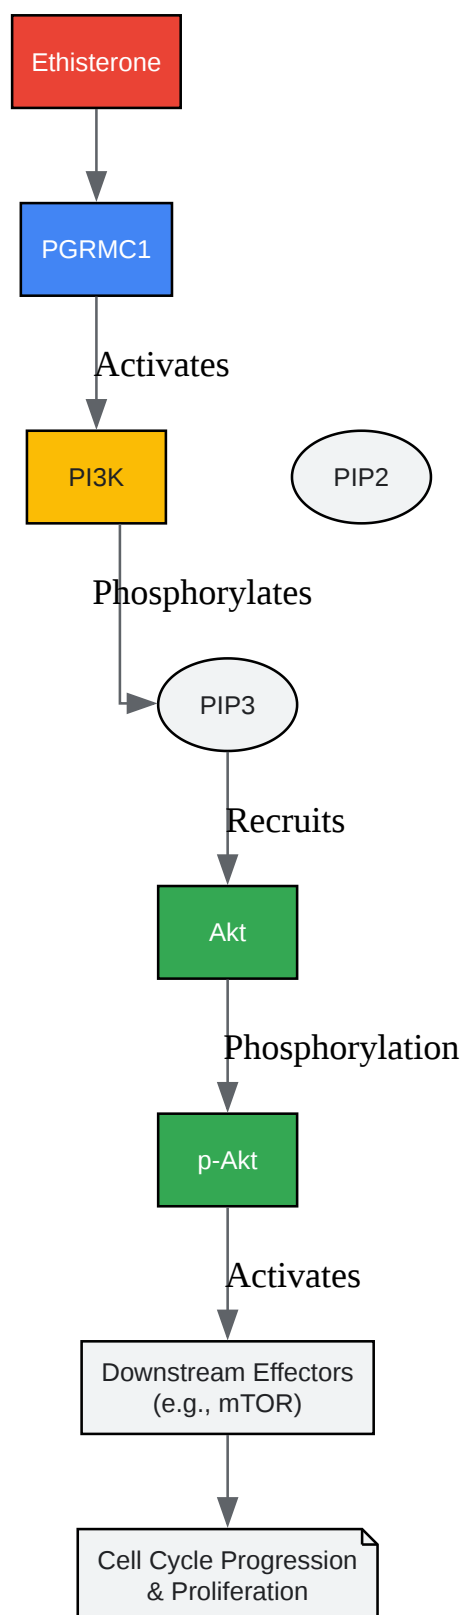 Ethisterone
PGRMC1
Activates
PI3K
PIP2
Phosphorylates
PIP3
Recruits
Akt
Phosphorylation
p-Akt
Activates
Downstream Effectors
(e.g., mTOR)
Cell Cycle Progression
& Proliferation